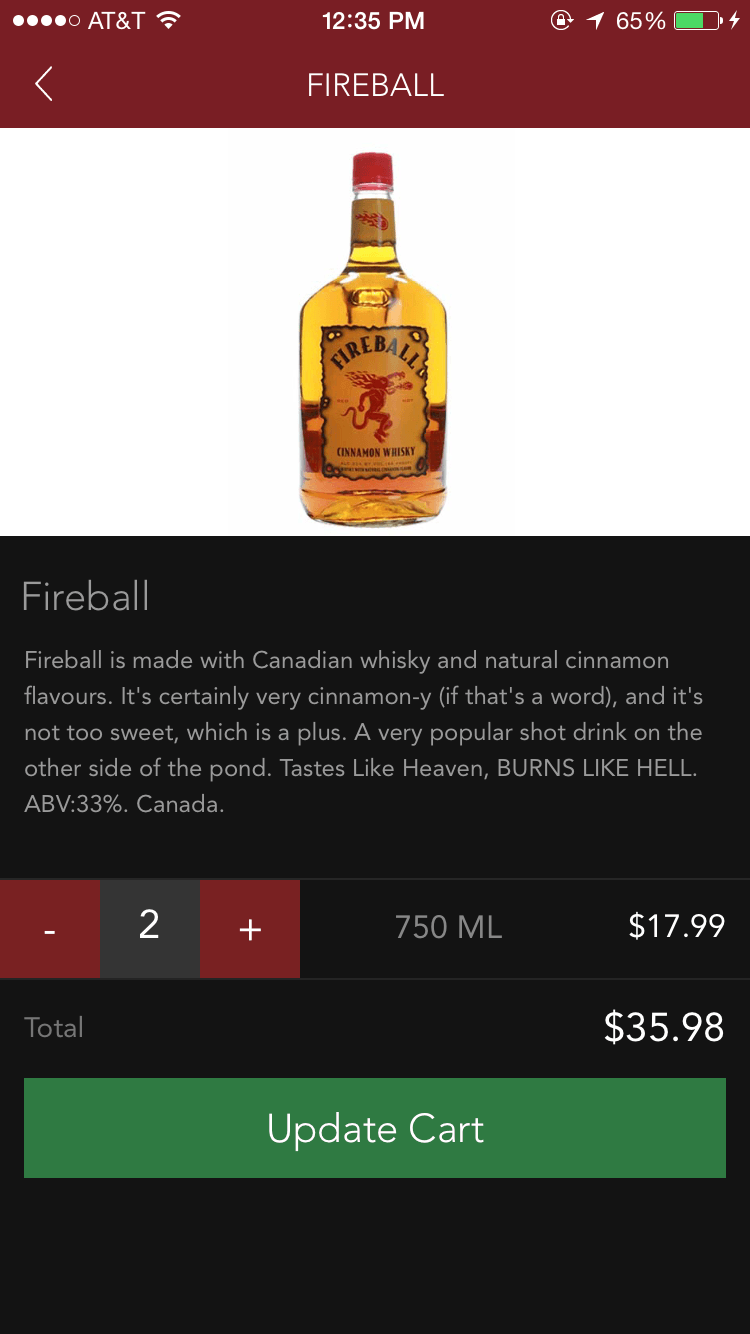 AT&T 12:35 PM 65%
FIREBALL
FIREBALL
CINNAMON WHISKY
Fireball
Fireball is made with Canadian whisky and natural cinnamon
flavours. It's certainly very cinnamon-y (if that's a word), and it's
not too sweet, which is a plus. A very popular shot drink on the
other side of the pond. Tastes Like Heaven, BURNS LIKE HELL.
ABV:33%. Canada.
- 2 + 750 ML $17.99
Total $35.98
Update Cart